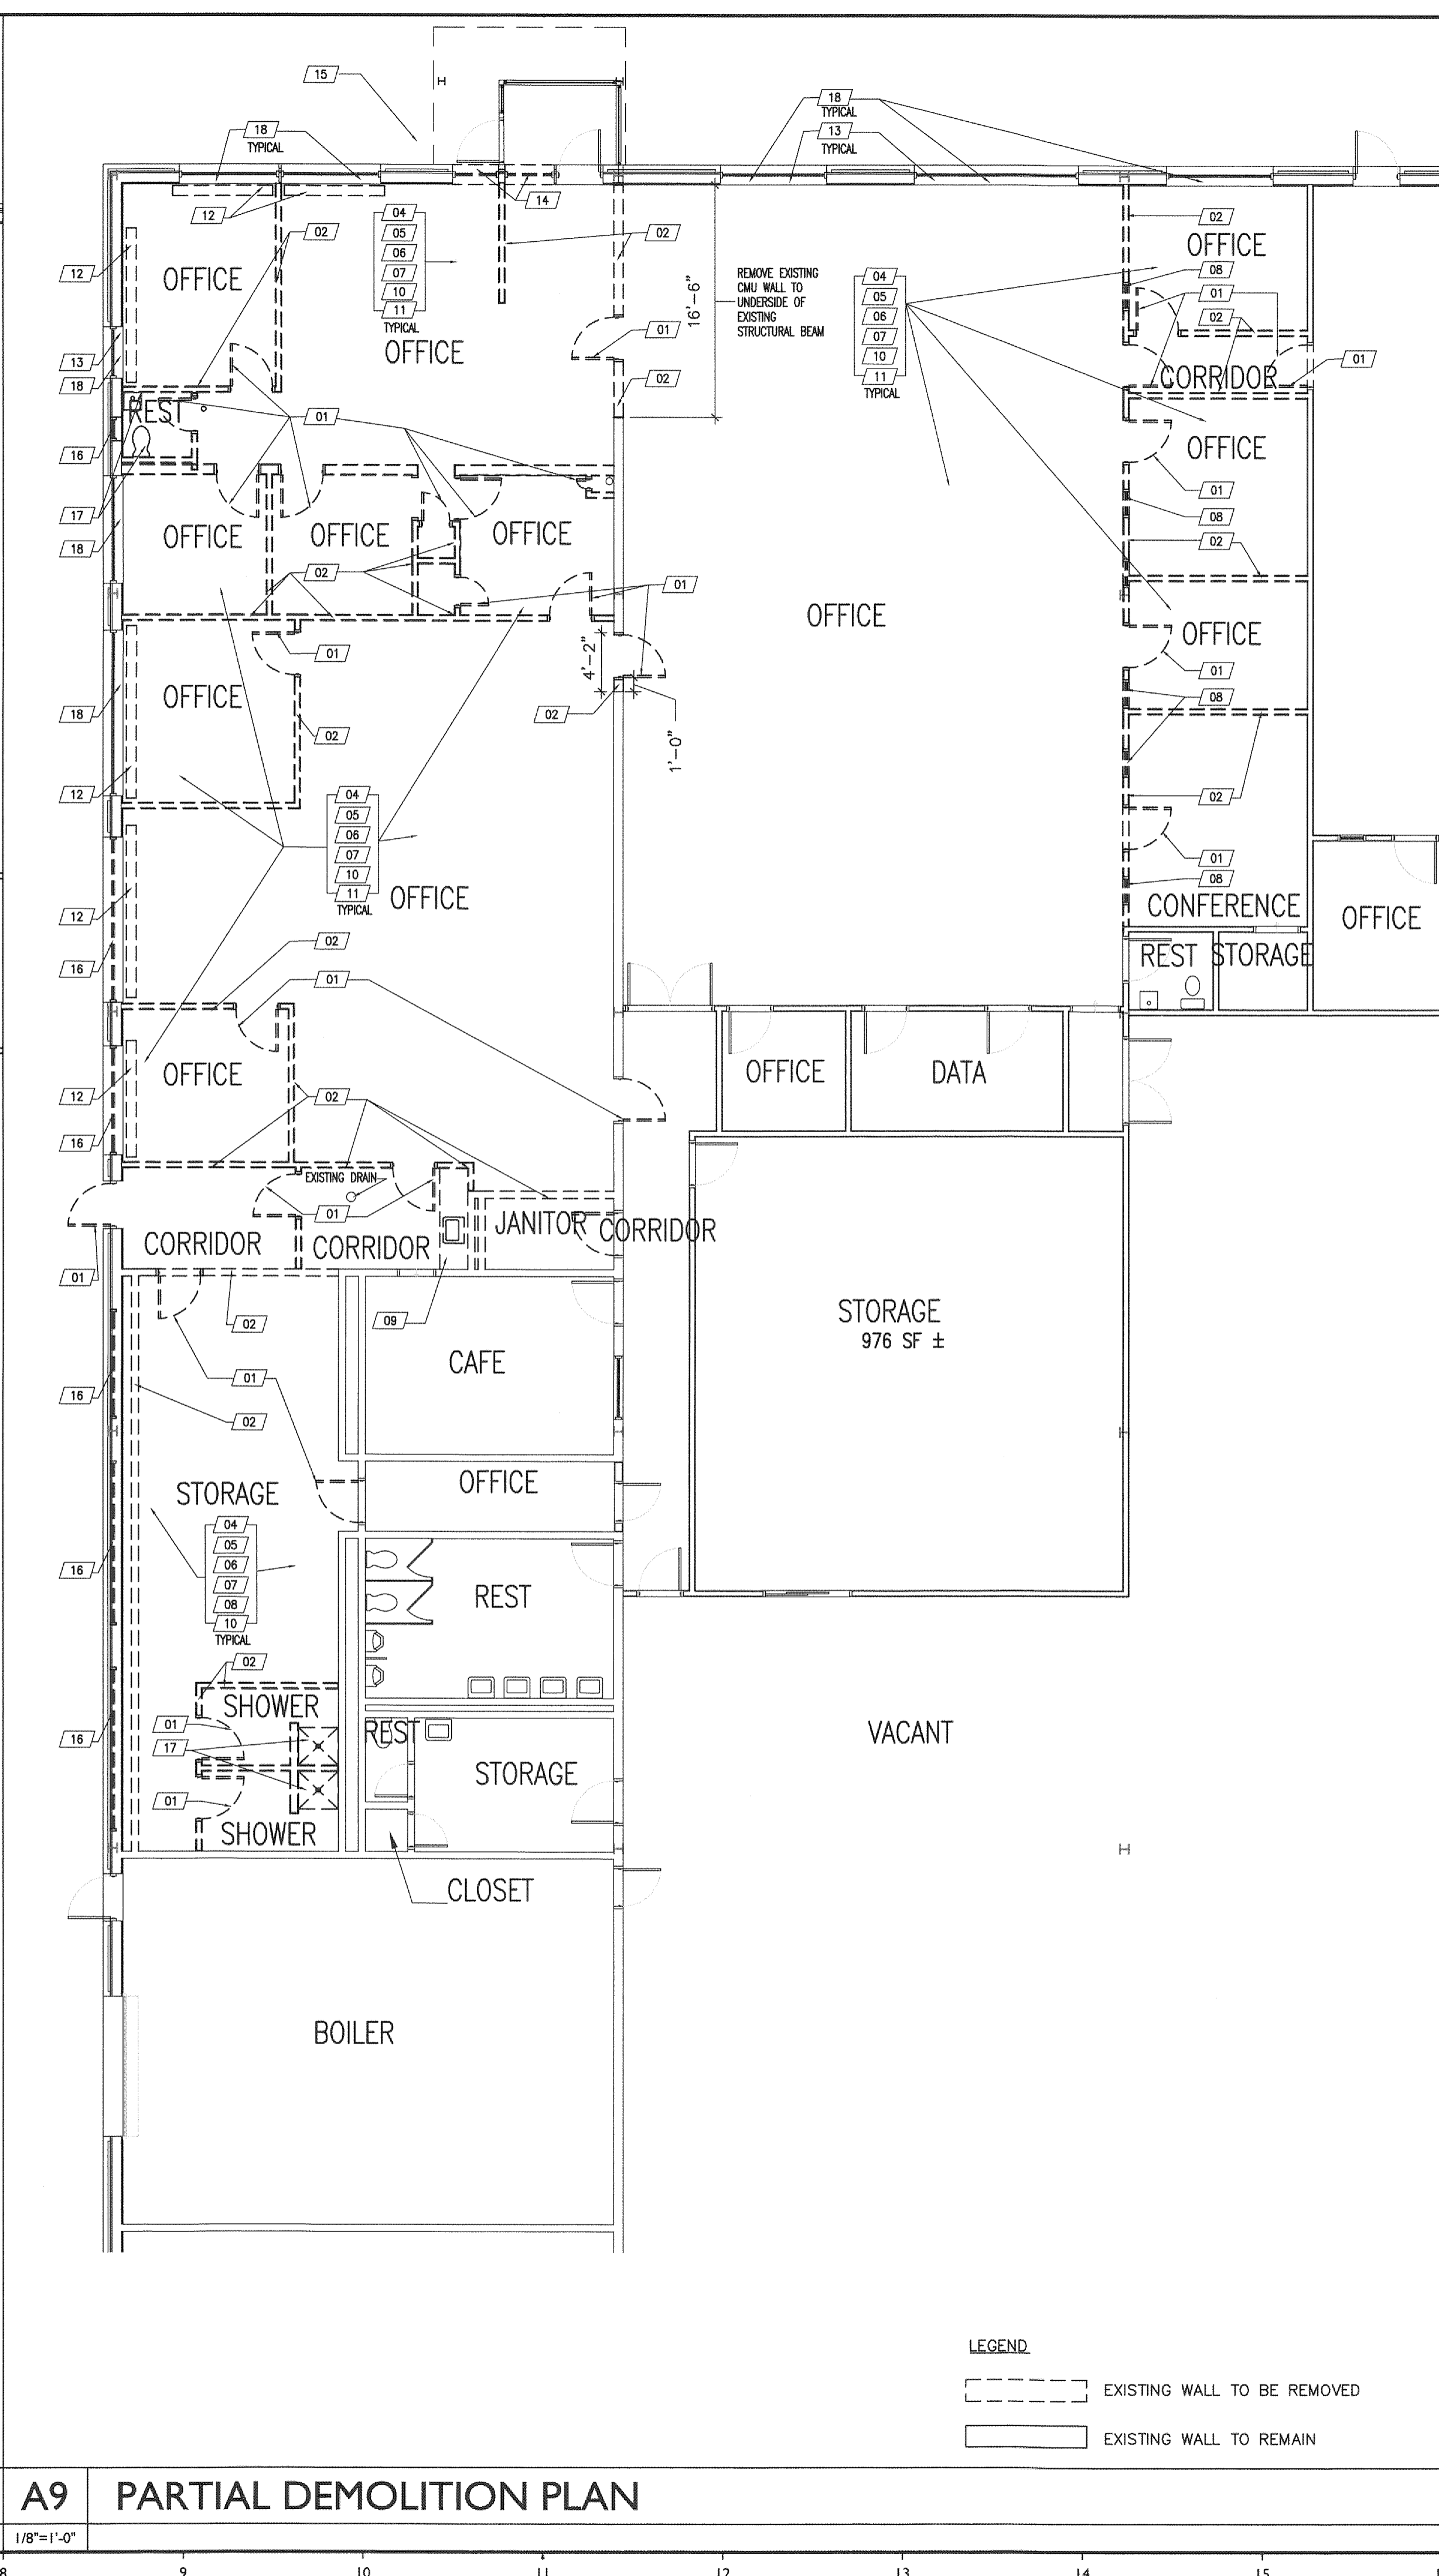 15
18
TYPICAL
18
TYPICAL
13
TYPICAL
14
12
02
04
05
06
07
10
11
TYPICAL
02
02
OFFICE
12
OFFICE
16'-6"
REMOVE EXISTING
CMU WALL TO
UNDERSIDE OF
EXISTING
STRUCTURAL BEAM
04
05
06
07
10
11
TYPICAL
08
01
02
01
OFFICE
01
13
18
02
CORRIDOR
REST
01
16
OFFICE
01
08
02
17
18
OFFICE
OFFICE
OFFICE
02
01
OFFICE
OFFICE
01
08
4'-2"
01
OFFICE
18
02
02
1'-0"
12
04
05
06
07
10
11
TYPICAL
OFFICE
02
01
08
CONFERENCE
OFFICE
12
02
16
01
REST
STORAGE
OFFICE
12
02
16
OFFICE
DATA
EXISTING DRAIN
01
JANITOR
CORRIDOR
CORRIDOR
CORRIDOR
01
02
09
STORAGE
976 SF ±
CAFE
01
16
02
OFFICE
STORAGE
04
05
06
07
08
10
TYPICAL
16
REST
02
SHOWER
01
17
16
REST
VACANT
STORAGE
01
SHOWER
CLOSET
BOILER
LEGEND
EXISTING WALL TO BE REMOVED
EXISTING WALL TO REMAIN
A9
PARTIAL DEMOLITION PLAN
1/8"=1'-0"
8
9
10
11
12
13
14
15